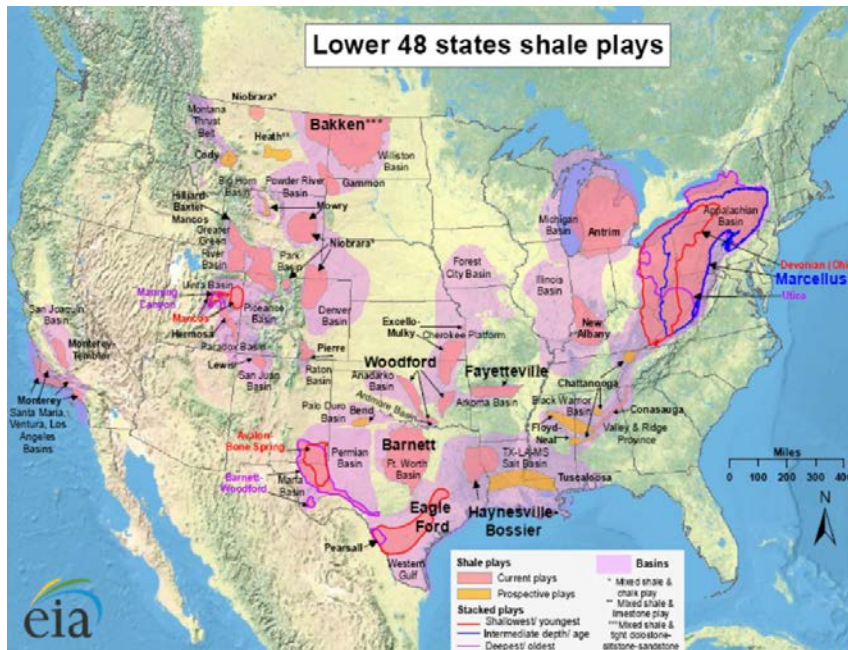 Lower 48 states shale plays
Niobrara*
Montana
Thrust
Belt
Bakken***
Heath**
Cody
Williston
Basin
Big Horn
Basin
Powder River
Basin
Gammon
Hilliard-
Baxter-
Mancos
Mowry
Greater
Green
River
Basin
Park
Basin
Niobrara*
Michigan
Basin
Antrim
Appalachian
Basin
Devonian (Ohi
Marcellus
Utica
Uinta Basin
Manning
Canyon
Mancos
Piceance
Basin
Denver
Basin
Forest
City Basin
Illinois
Basin
San Joaquin
Basin
Monterey-
Temblor
Hermosa
Paradox Basin
Excello-
Mulky
Cherokee Platform
New
Albany
Lewis
San Juan
Basin
Pierre
Raton
Basin
Woodford
Anadarko
Basin
Fayetteville
Chattanooga
Monterey
Santa Maria,
Ventura, Los
Angeles
Basins
Palo Duro
Basin
Bend
Ardmore Basin
Arkoma Basin
Black Warrior
Basin
Conasauga
Floyd-
Neal
Valley & Ridge
Province
Avalon-
Bone Spring
Permian
Basin
Barnett
Ft. Worth
Basin
TX-LA-MS
Salt Basin
Tuscaloosa
Barnett-
Woodford
Marfa
Basin
Eagle
Ford
Haynesville-
Bossier
Pearsall
Western
Gulf
Miles
0 100 200 300 400
N
Shale plays
Current plays
Prospective plays
Stacked plays
Shallowest/ youngest
Intermediate depth/ age
Deepest/ oldest
Basins
* Mixed shale &
chalk play
** Mixed shale &
limestone play
***Mixed shale &
tight dolostone-
siltstone-sandstone
eia